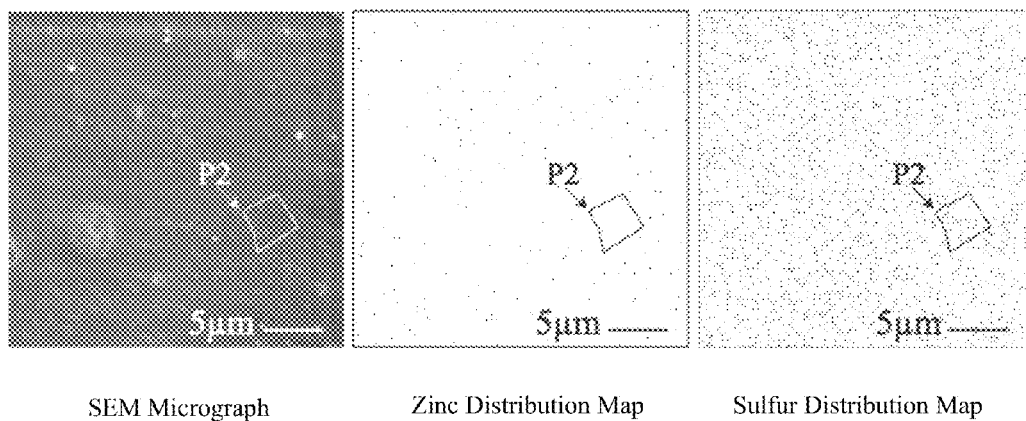 P2
5μm
P2
5μm
P2
5μm
SEM Micrograph
Zinc Distribution Map
Sulfur Distribution Map